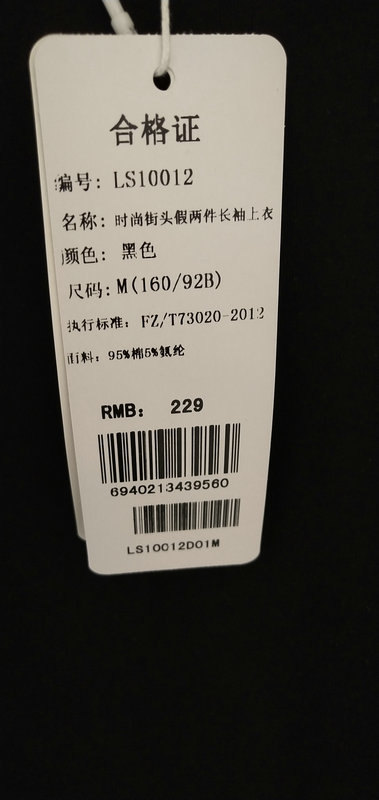 合格证
编号: LS10012
名称: 时尚街头假两件长袖上衣
颜色: 黑色
尺码: M(160/92B)
执行标准: FZ/T73020-2012
面料: 95%棉5%氨纶
RMB: 229
6940213439560
LS10012D01M